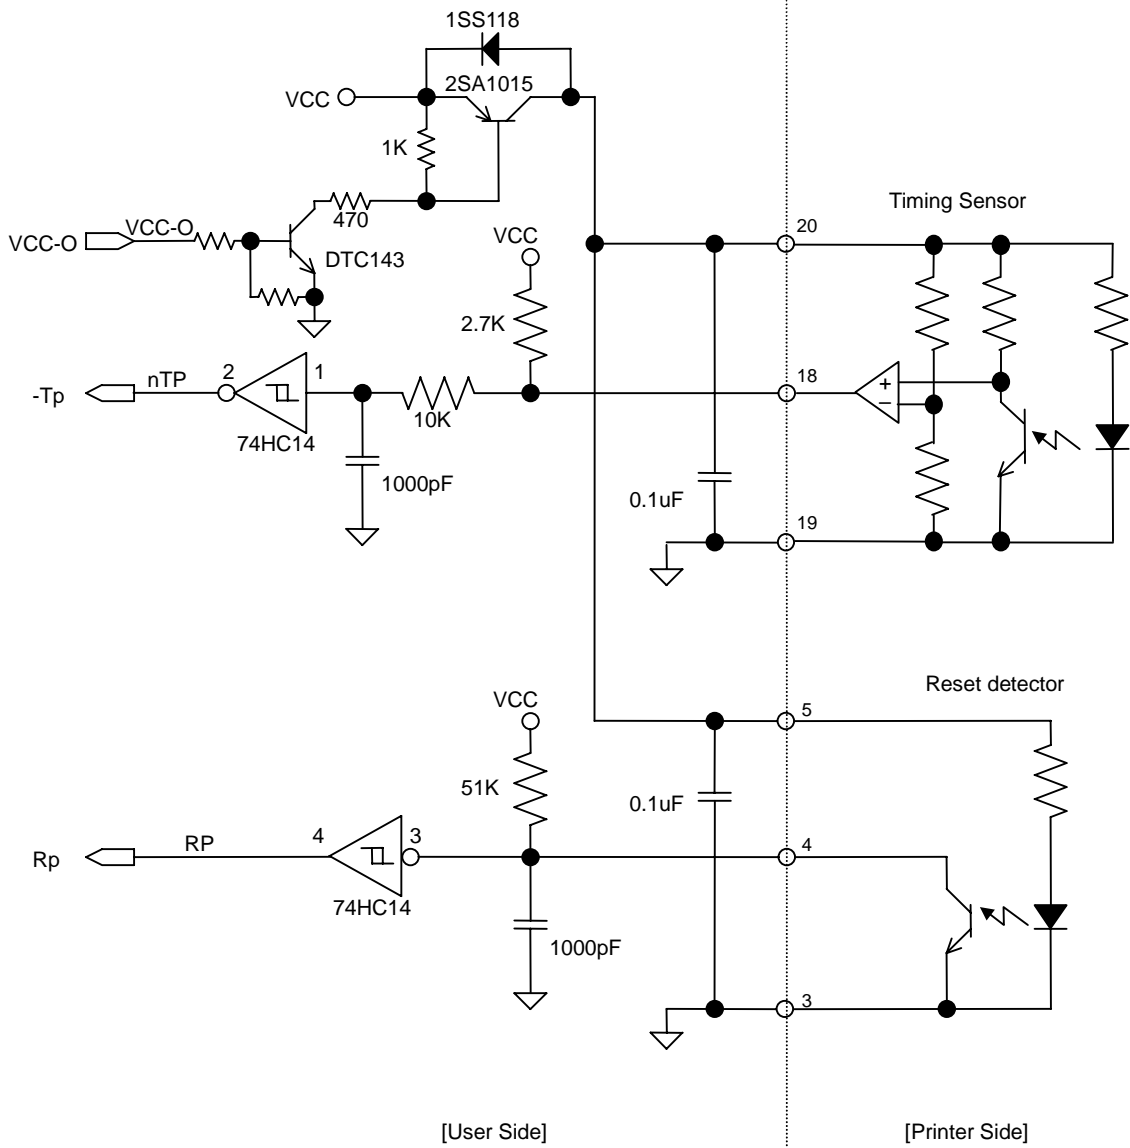 1SS118
2SA1015
VCC
1K
470
VCC-O
VCC-O
DTC143
VCC
2.7K
20
Timing Sensor
-Tp
nTP
2
1
74HC14
10K
1000pF
18
+
−
0.1uF
19
Reset detector
VCC
5
51K
0.1uF
Rp
RP
4
3
74HC14
4
1000pF
3
[User Side]
[Printer Side]